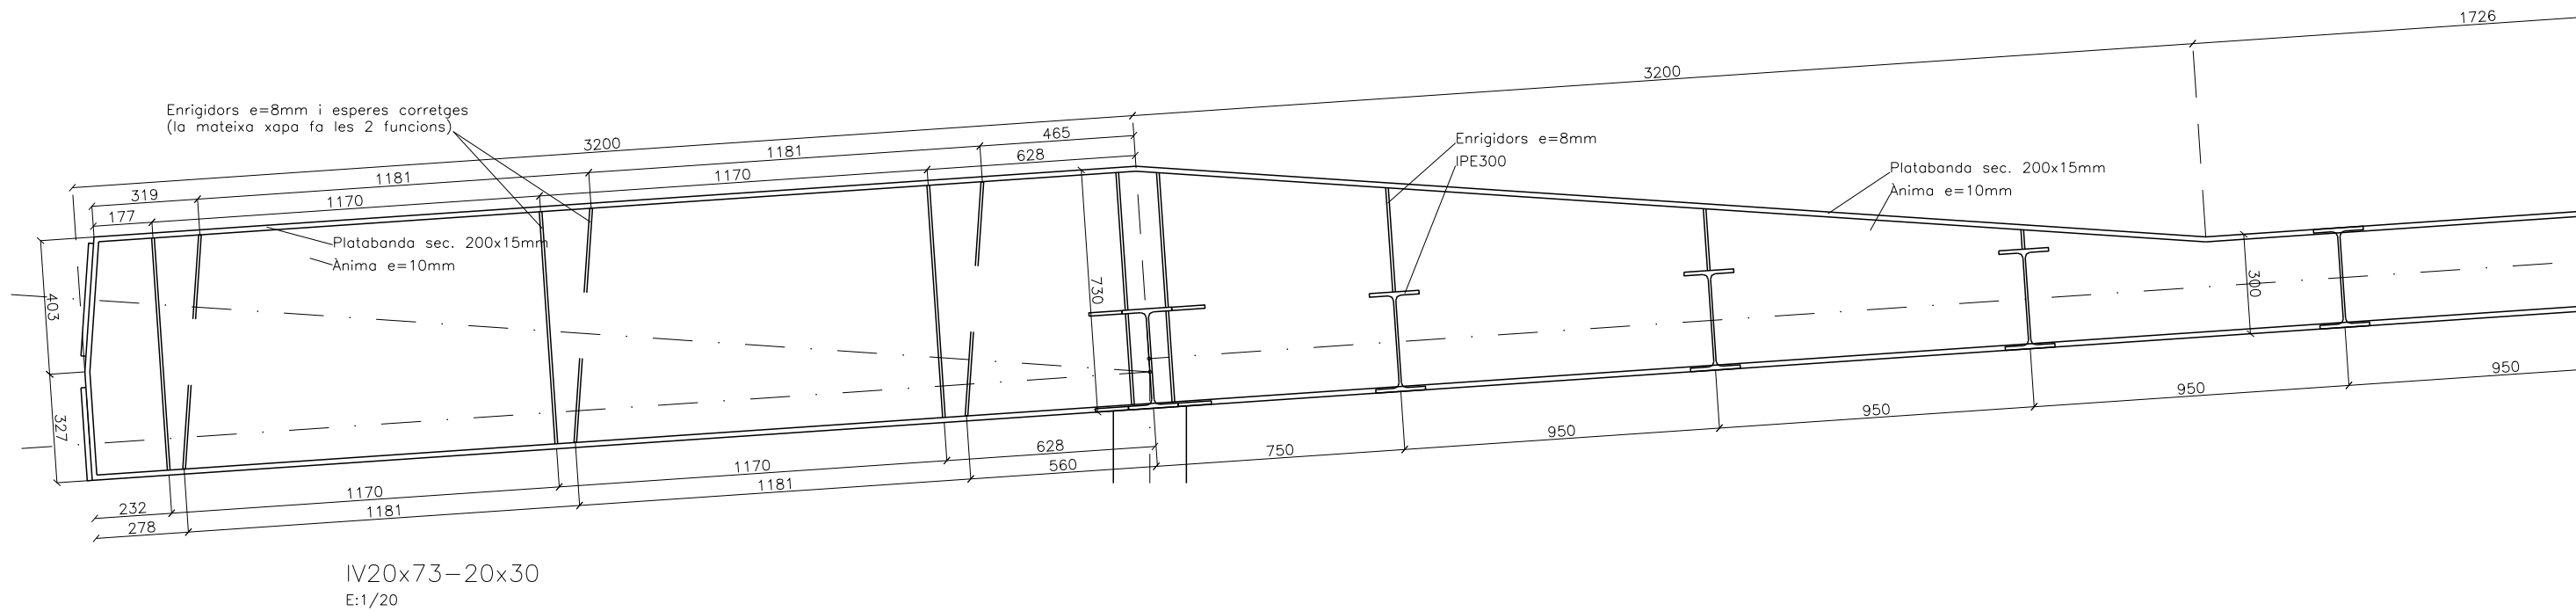 1726
3200
Enrigidors e=8mm i esperes corretges
(la mateixa xapa fa les 2 funcions)
3200
465
1181
628
1181
1170
319
1170
177
Enrigidors e=8mm
IPE300
Platabanda sec. 200x15mm
Ànima e=10mm
Platabanda sec. 200x15mm
Ànima e=10mm
403
327
730
300
628
560
750
950
950
950
950
1170
1181
1170
1181
232
278
IV20x73-20x30
E:1/20